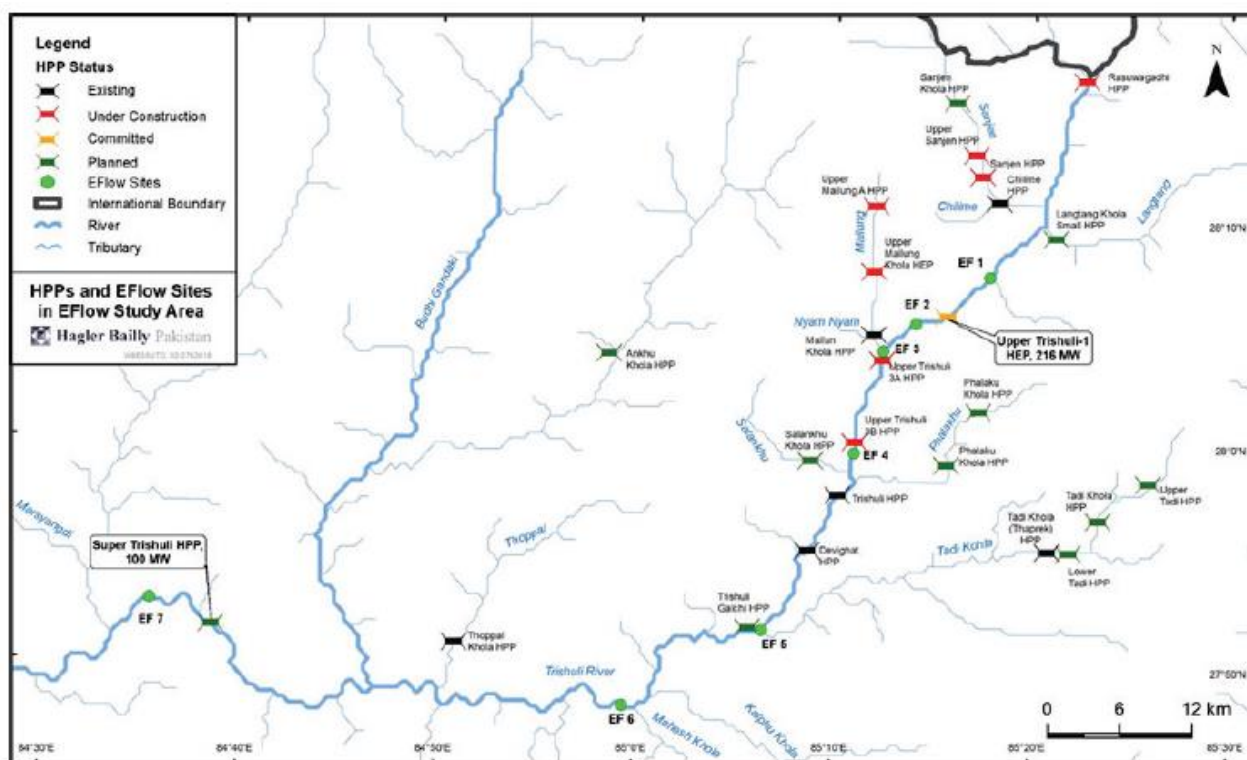 Legend
HPP Status
Existing
Under Construction
Committed
Planned
EFlow Sites
International Boundary
River
Tributary
HPPs and EFlow Sites
in EFlow Study Area
Hagler Bailly Pakistan
N
Rasuwagadhi
HPP
Sanjen
Khola HPP
Sanjen
Upper
Sanjen HPP
Sanjen HPP
Chilime
HPP
Chilime
Upper
Mailung A HPP
Mailung
Upper
Mailung
Khola HEP
Langtang Khola
Small HPP
Langtang
28°10'N
EF 1
EF 2
Nyam Nyam
Mailun
Khola HPP
EF 3
Upper Trishuli-1
HEP, 216 MW
Upper Trishuli
3A HPP
Budhi Gandaki
Ankhu
Khola HPP
Phalaku
Khola HPP
Phalakhu
Upper Trishuli
3B HPP
Salankhu
Salankhu
Khola HPP
EF 4
28°0'N
Phalaku
Khola HPP
Trishuli HPP
Upper
Tadi HPP
Tadi Khola
HPP
Tadi Khola
(Thaprek)
HPP
Tadi Khola
Lower
Tadi HPP
Marsyangdi
Super Trishuli HPP,
100 MW
Thoppal
Devighat
HPP
EF 7
Trishuli
Galchi HPP
EF 5
Thoppal
Khola HPP
Trishuli River
27°50'N
EF 6
Mahesh Khola
Kolphu Khola
0 6 12 km
84°30'E 84°40'E 84°50'E 85°0'E 85°10'E 85°20'E 85°30'E